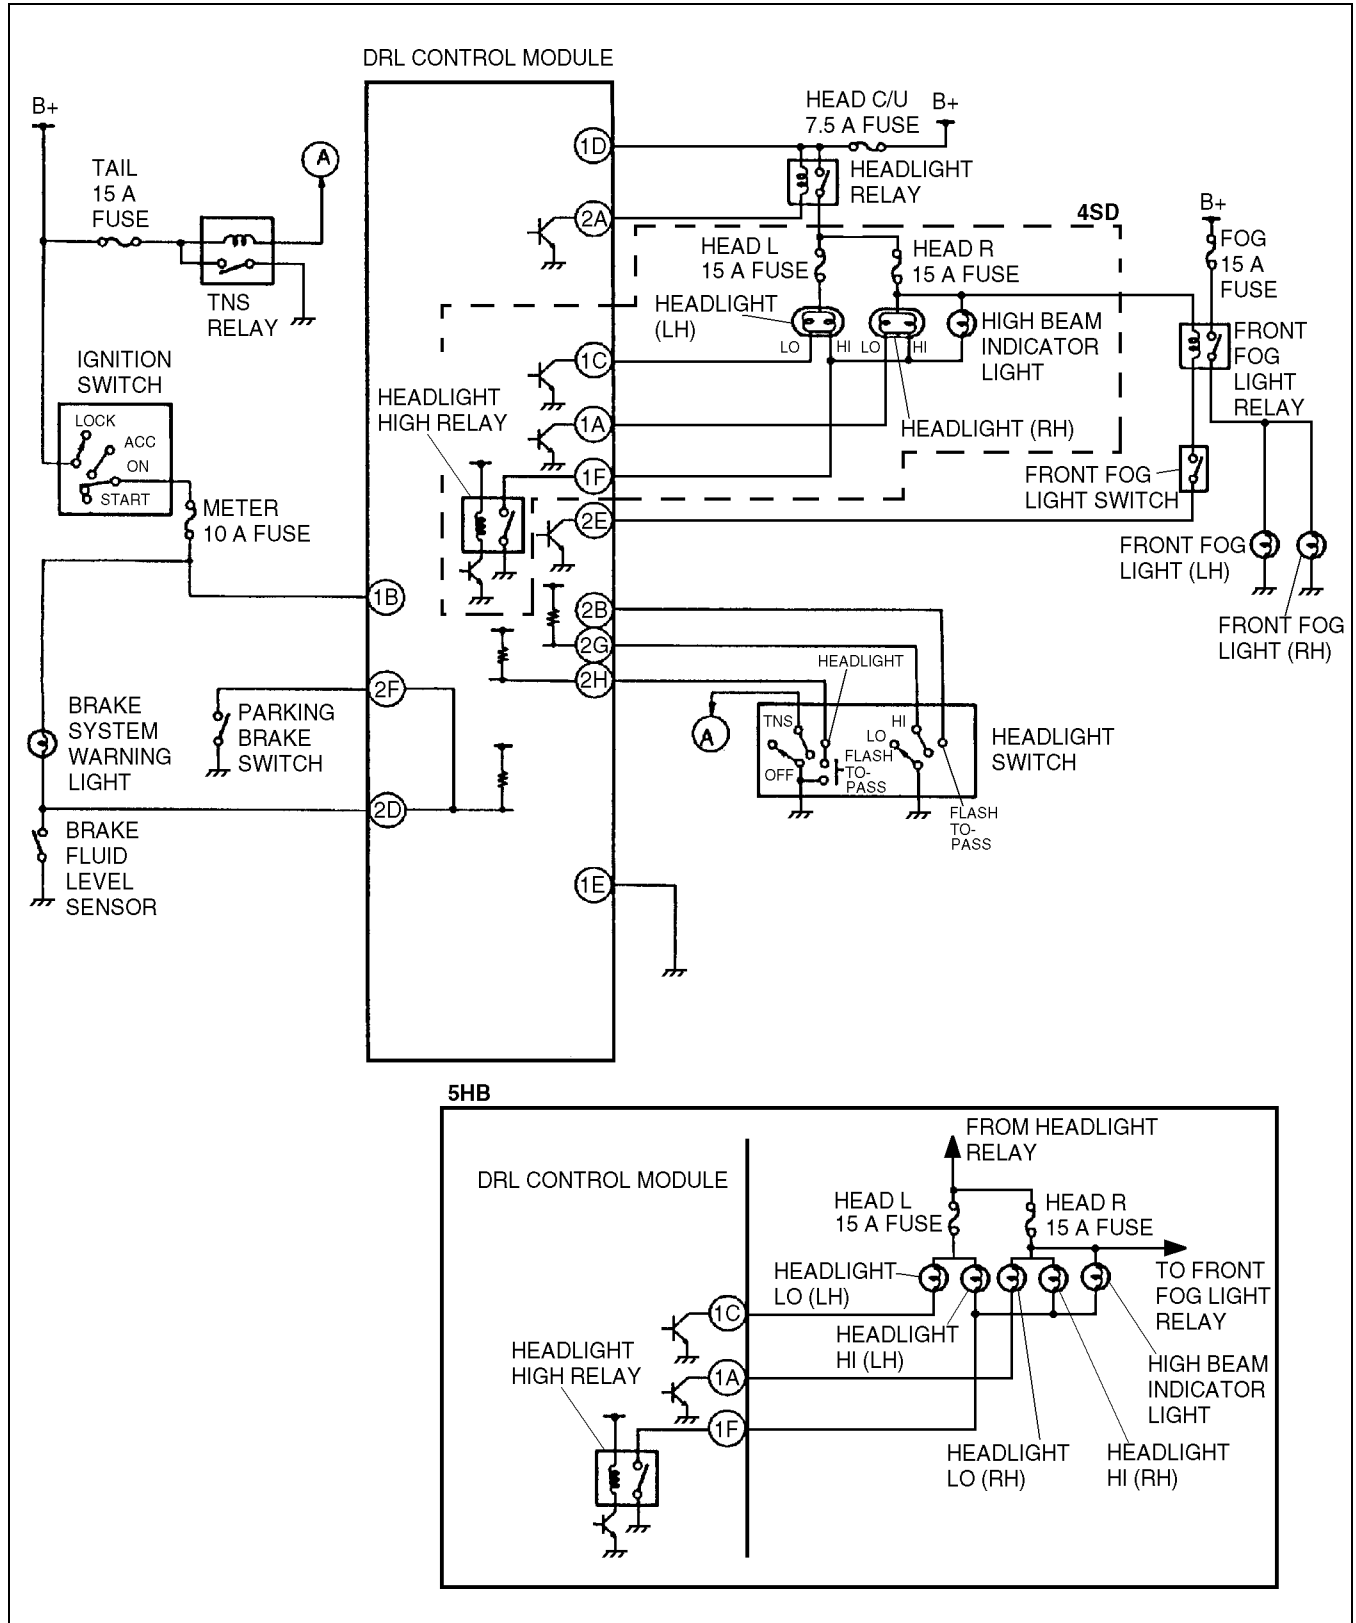 DRL CONTROL MODULE
B+
TAIL
15 A
FUSE
A
TNS
RELAY
IGNITION
SWITCH
LOCK
ACC
ON
START
METER
10 A FUSE
1B
2F
PARKING
BRAKE
SWITCH
BRAKE
SYSTEM
WARNING
LIGHT
2D
BRAKE
FLUID
LEVEL
SENSOR
HEADLIGHT
HIGH RELAY
1D
2A
1C
1A
1F
2E
2B
2G
2H
1E
HEAD C/U
7.5 A FUSE
B+
HEADLIGHT
RELAY
4SD
HEAD L
15 A FUSE
HEAD R
15 A FUSE
HEADLIGHT
(LH)
LO
HI
LO
HI
HIGH BEAM
INDICATOR
LIGHT
HEADLIGHT (RH)
B+
FOG
15 A
FUSE
FRONT
FOG
LIGHT
RELAY
FRONT FOG
LIGHT SWITCH
FRONT FOG
LIGHT (LH)
FRONT FOG
LIGHT (RH)
HEADLIGHT
A
TNS
OFF
FLASH
TO-
PASS
HI
LO
HEADLIGHT
SWITCH
FLASH
TO-
PASS
5HB
DRL CONTROL MODULE
FROM HEADLIGHT
RELAY
HEAD L
15 A FUSE
HEAD R
15 A FUSE
HEADLIGHT
LO (LH)
TO FRONT
FOG LIGHT
RELAY
1C
HEADLIGHT
HI (LH)
HEADLIGHT
HIGH RELAY
1A
HIGH BEAM
INDICATOR
LIGHT
1F
HEADLIGHT
LO (RH)
HEADLIGHT
HI (RH)